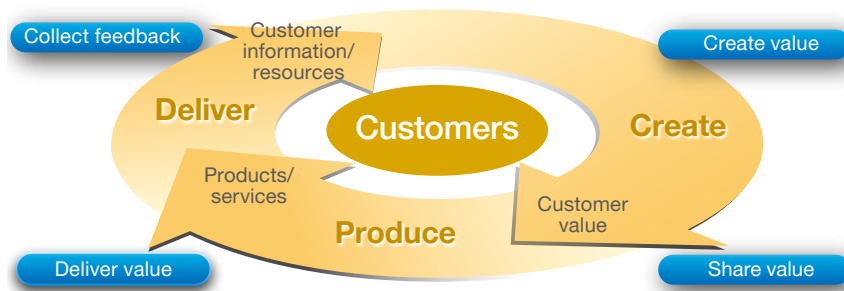 Collect feedback
Customer
information/
resources
Create value
Deliver
Customers
Create
Products/
services
Customer
value
Produce
Deliver value
Share value